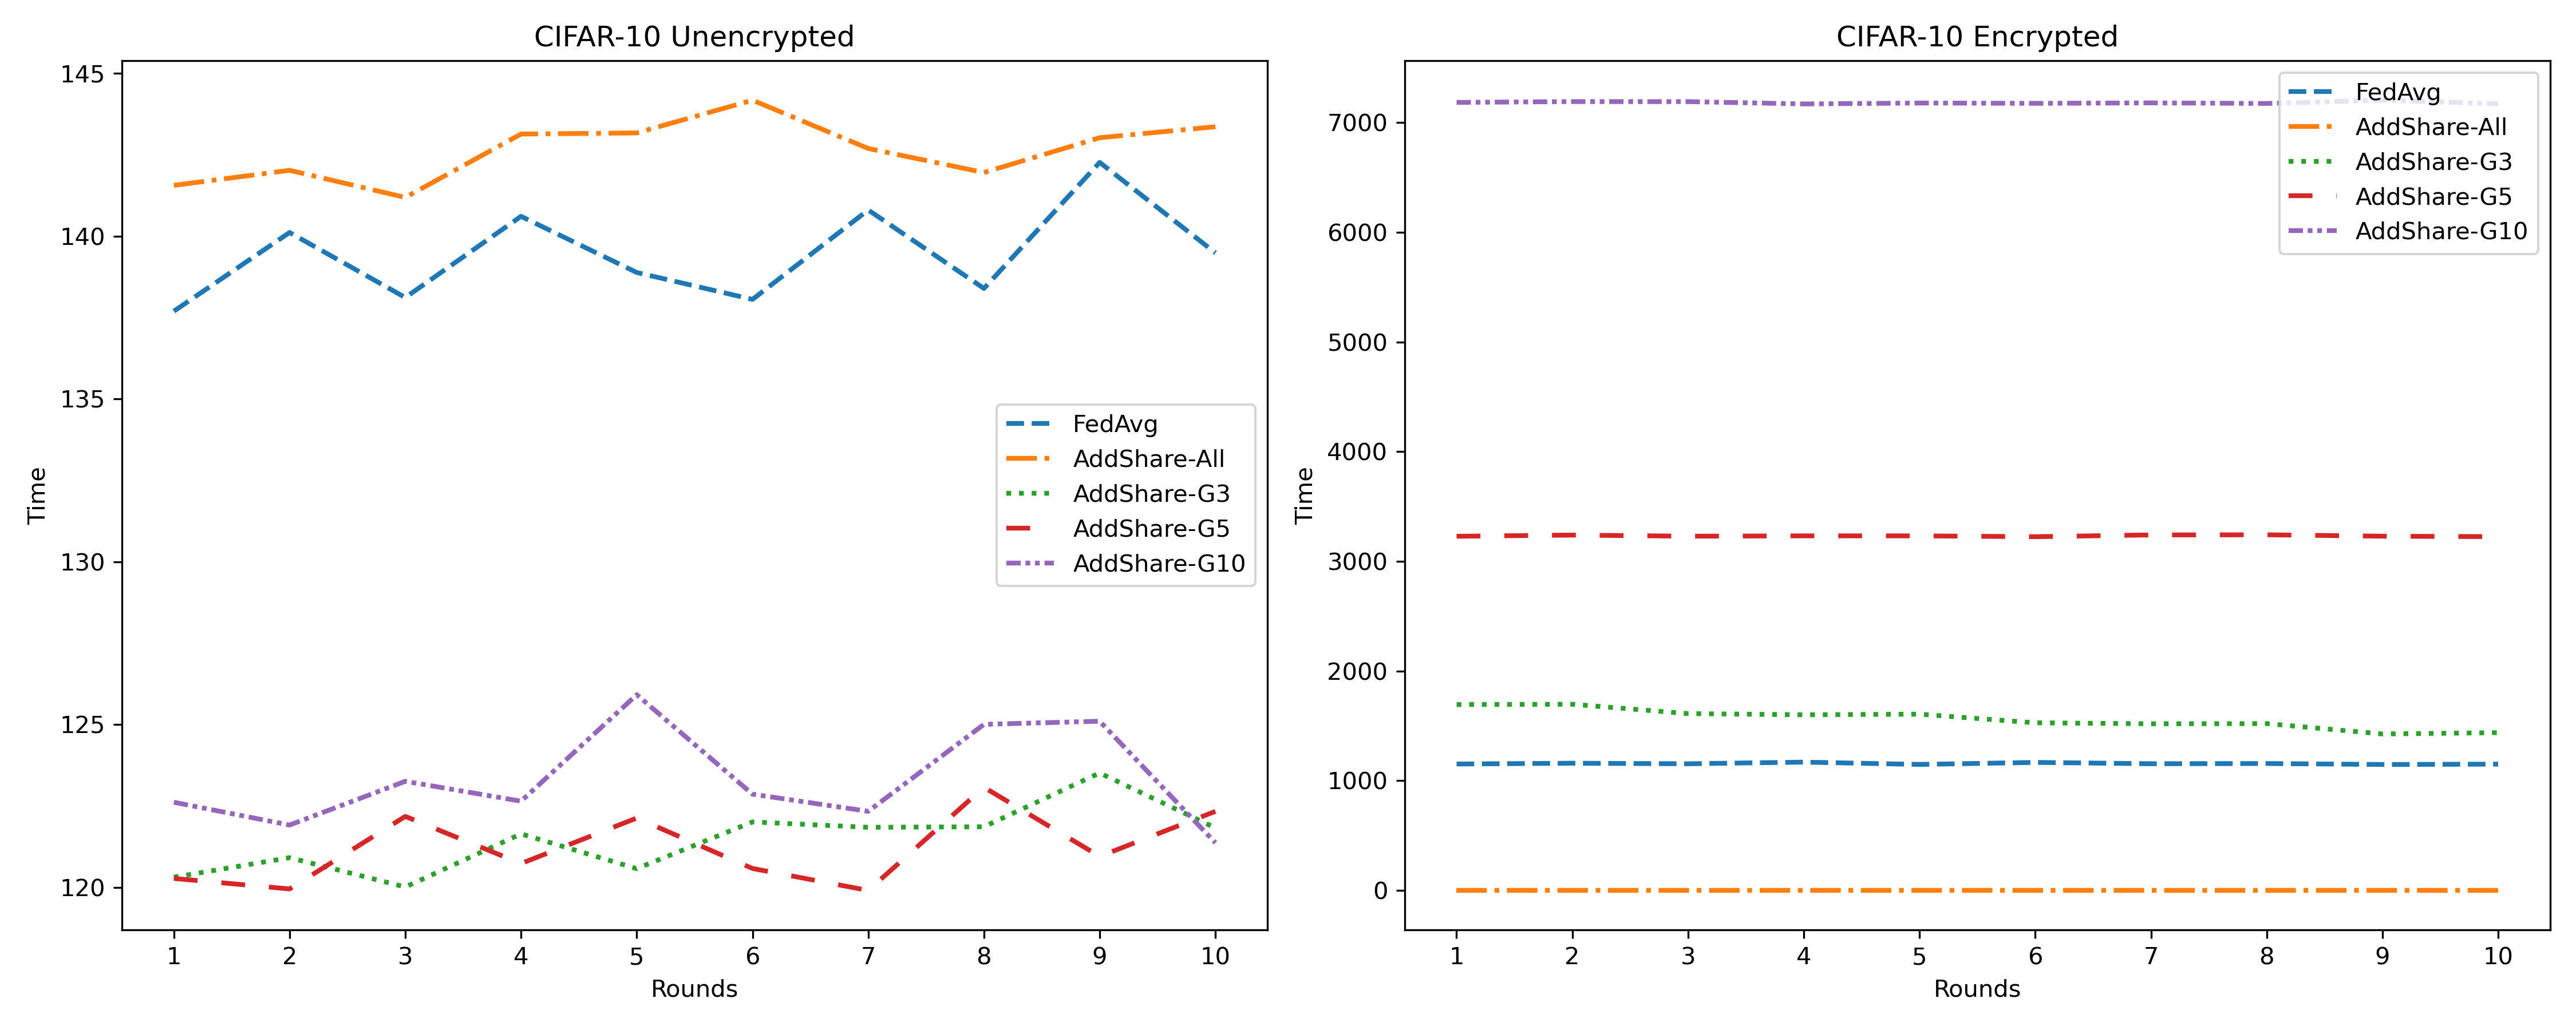 CIFAR-10 Unencrypted
145
140
135
130
125
120
Time
1 2 3 4 5 6 7 8 9 10
Rounds
FedAvg
AddShare-All
AddShare-G3
AddShare-G5
AddShare-G10
CIFAR-10 Encrypted
7000
6000
5000
4000
3000
2000
1000
0
Time
1 2 3 4 5 6 7 8 9 10
Rounds
FedAvg
AddShare-All
AddShare-G3
AddShare-G5
AddShare-G10